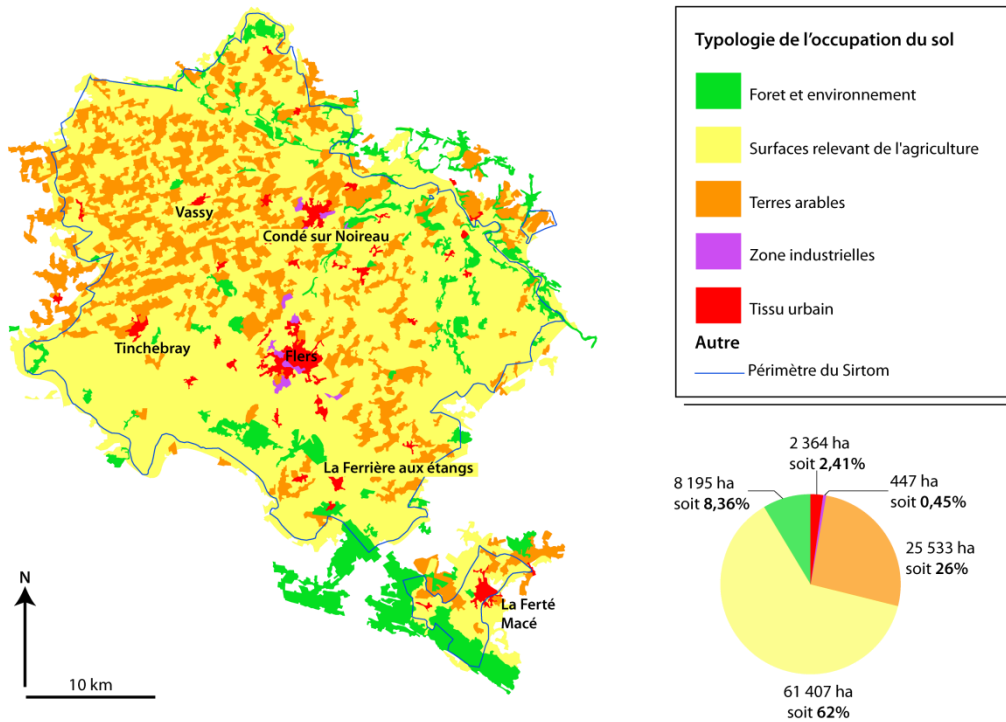 Vassy
Condé sur Noireau
Tinchebray
Flers
La Ferrière aux étangs
La Ferté
Macé
N
10 km
Typologie de l'occupation du sol
Foret et environnement
Surfaces relevant de l'agriculture
Terres arables
Zone industrielles
Tissu urbain
Autre
Périmètre du Sirtom
2 364 ha
soit 2,41%
8 195 ha
soit 8,36%
447 ha
soit 0,45%
25 533 ha
soit 26%
61 407 ha
soit 62%